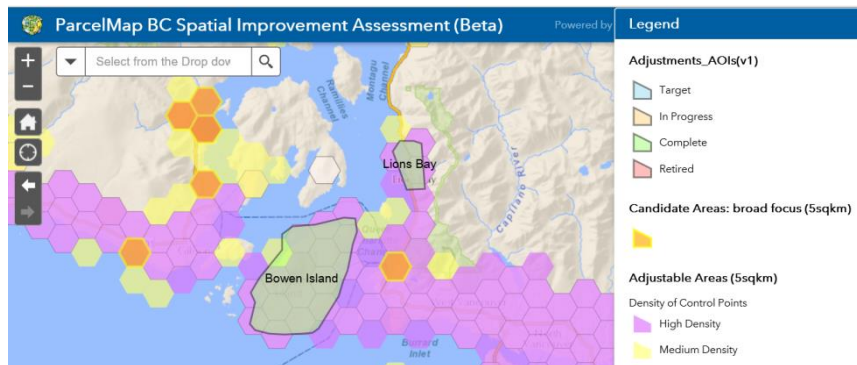 ParcelMap BC Spatial Improvement Assessment (Beta)
Powered by
Select from the Drop dow
Ramillies Channel
Montagu Channel
Lions Bay
Capilano River
Bowen Island
Burrard Inlet
Legend
Adjustments_AOIs(v1)
Target
In Progress
Complete
Retired
Candidate Areas: broad focus (5sqkm)
Adjustable Areas (5sqkm)
Density of Control Points
High Density
Medium Density